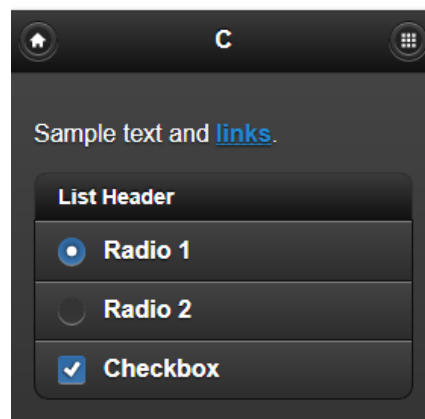 C
Sample text and links.
List Header
Radio 1
Radio 2
Checkbox